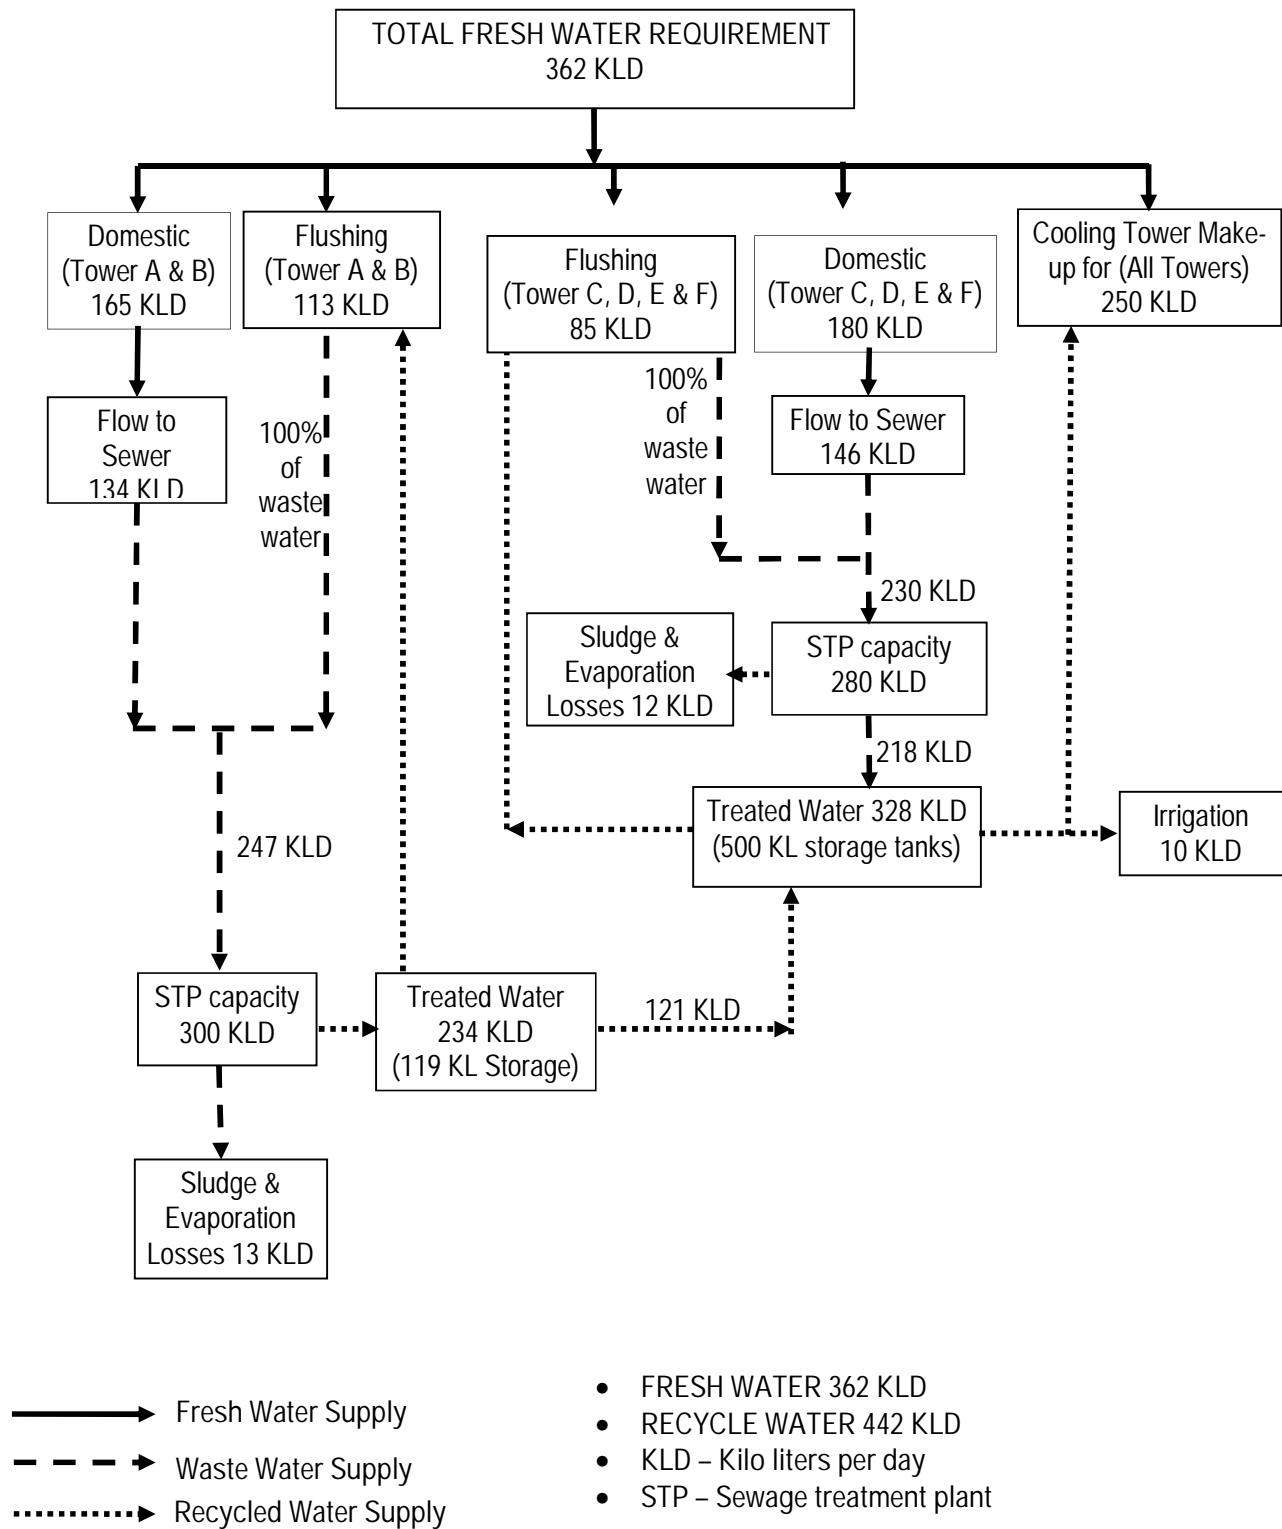 TOTAL FRESH WATER REQUIREMENT
362 KLD
Domestic
(Tower A & B)
165 KLD
Flushing
(Tower A & B)
113 KLD
Flushing
(Tower C, D, E & F)
85 KLD
Domestic
(Tower C, D, E & F)
180 KLD
Cooling Tower Make-
up for (All Towers)
250 KLD
Flow to
Sewer
134 KLD
100%
of
waste
water
100%
of
waste
water
Flow to Sewer
146 KLD
230 KLD
Sludge &
Evaporation
Losses 12 KLD
STP capacity
280 KLD
218 KLD
Treated Water 328 KLD
(500 KL storage tanks)
Irrigation
10 KLD
247 KLD
STP capacity
300 KLD
Treated Water
234 KLD
(119 KL Storage)
121 KLD
Sludge &
Evaporation
Losses 13 KLD
Fresh Water Supply
Waste Water Supply
Recycled Water Supply
• FRESH WATER 362 KLD
• RECYCLE WATER 442 KLD
• KLD – Kilo liters per day
• STP – Sewage treatment plant